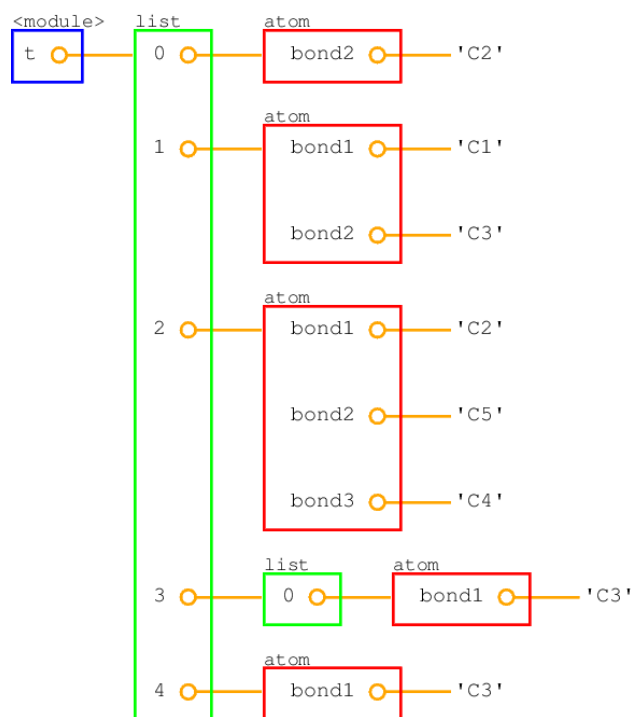 <module> list atom
t 0 bond2 'C2'
atom
1 bond1 'C1'
bond2 'C3'
atom
2 bond1 'C2'
bond2 'C5'
bond3 'C4'
list atom
3 0 bond1 'C3'
atom
4 bond1 'C3'